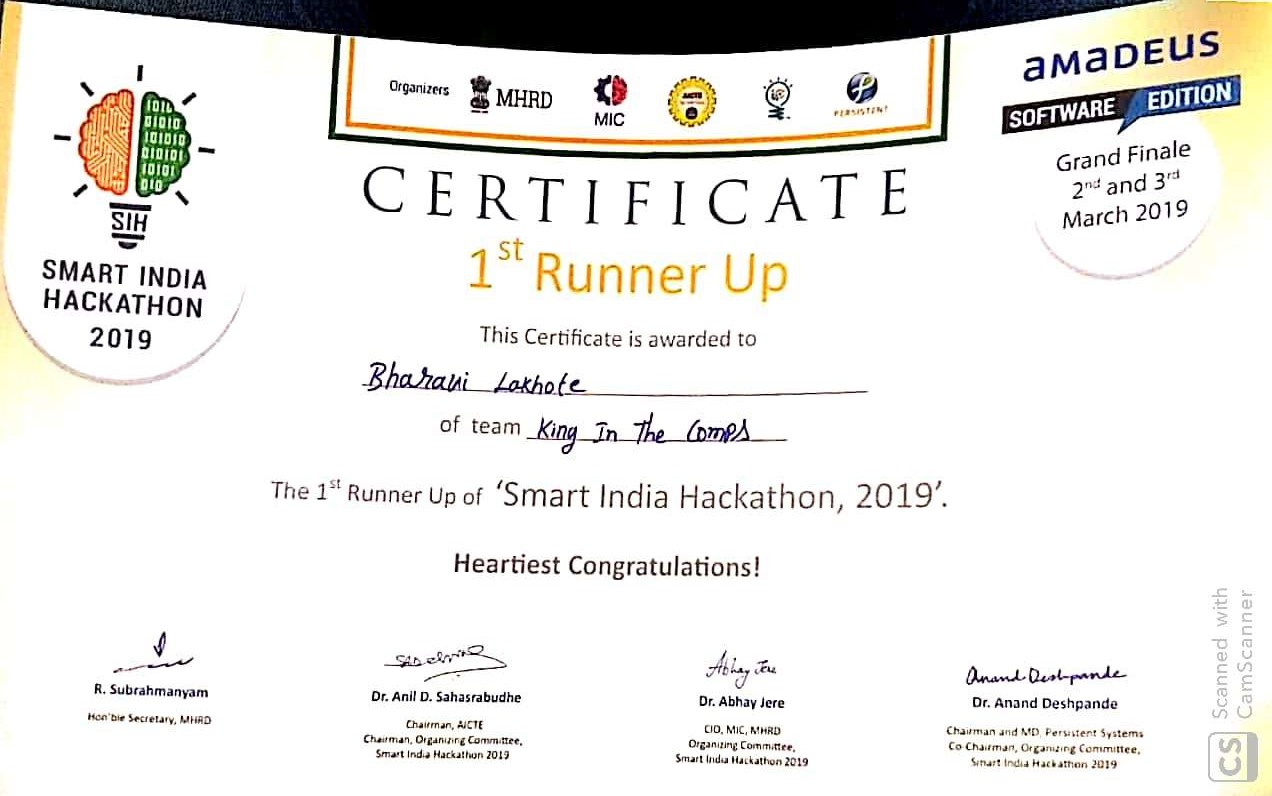 Organizers
MHRD
MIC
AICTE
PERSISTENT
aMaDEUS
SOFTWARE EDITION
Grand Finale
2nd and 3rd
March 2019
SIH
SMART INDIA
HACKATHON
2019
CERTIFICATE
1st Runner Up
This Certificate is awarded to
Bharani Lakhote
of team King In The Comps
The 1st Runner Up of ‘Smart India Hackathon, 2019’.
Heartiest Congratulations!
R. Subrahmanyam
Hon'ble Secretary, MHRD
Dr. Anil D. Sahasrabudhe
Chairman, AICTE
Chairman, Organizing Committee,
Smart India Hackathon 2019
Abhay Jere
Dr. Abhay Jere
CIO, MIC, MHRD
Organizing Committee,
Smart India Hackathon 2019
Anand Deshpande
Dr. Anand Deshpande
Chairman and MD, Persistent Systems
Co-Chairman, Organizing Committee,
Smart India Hackathon 2019
CS Scanned with
CamScanner